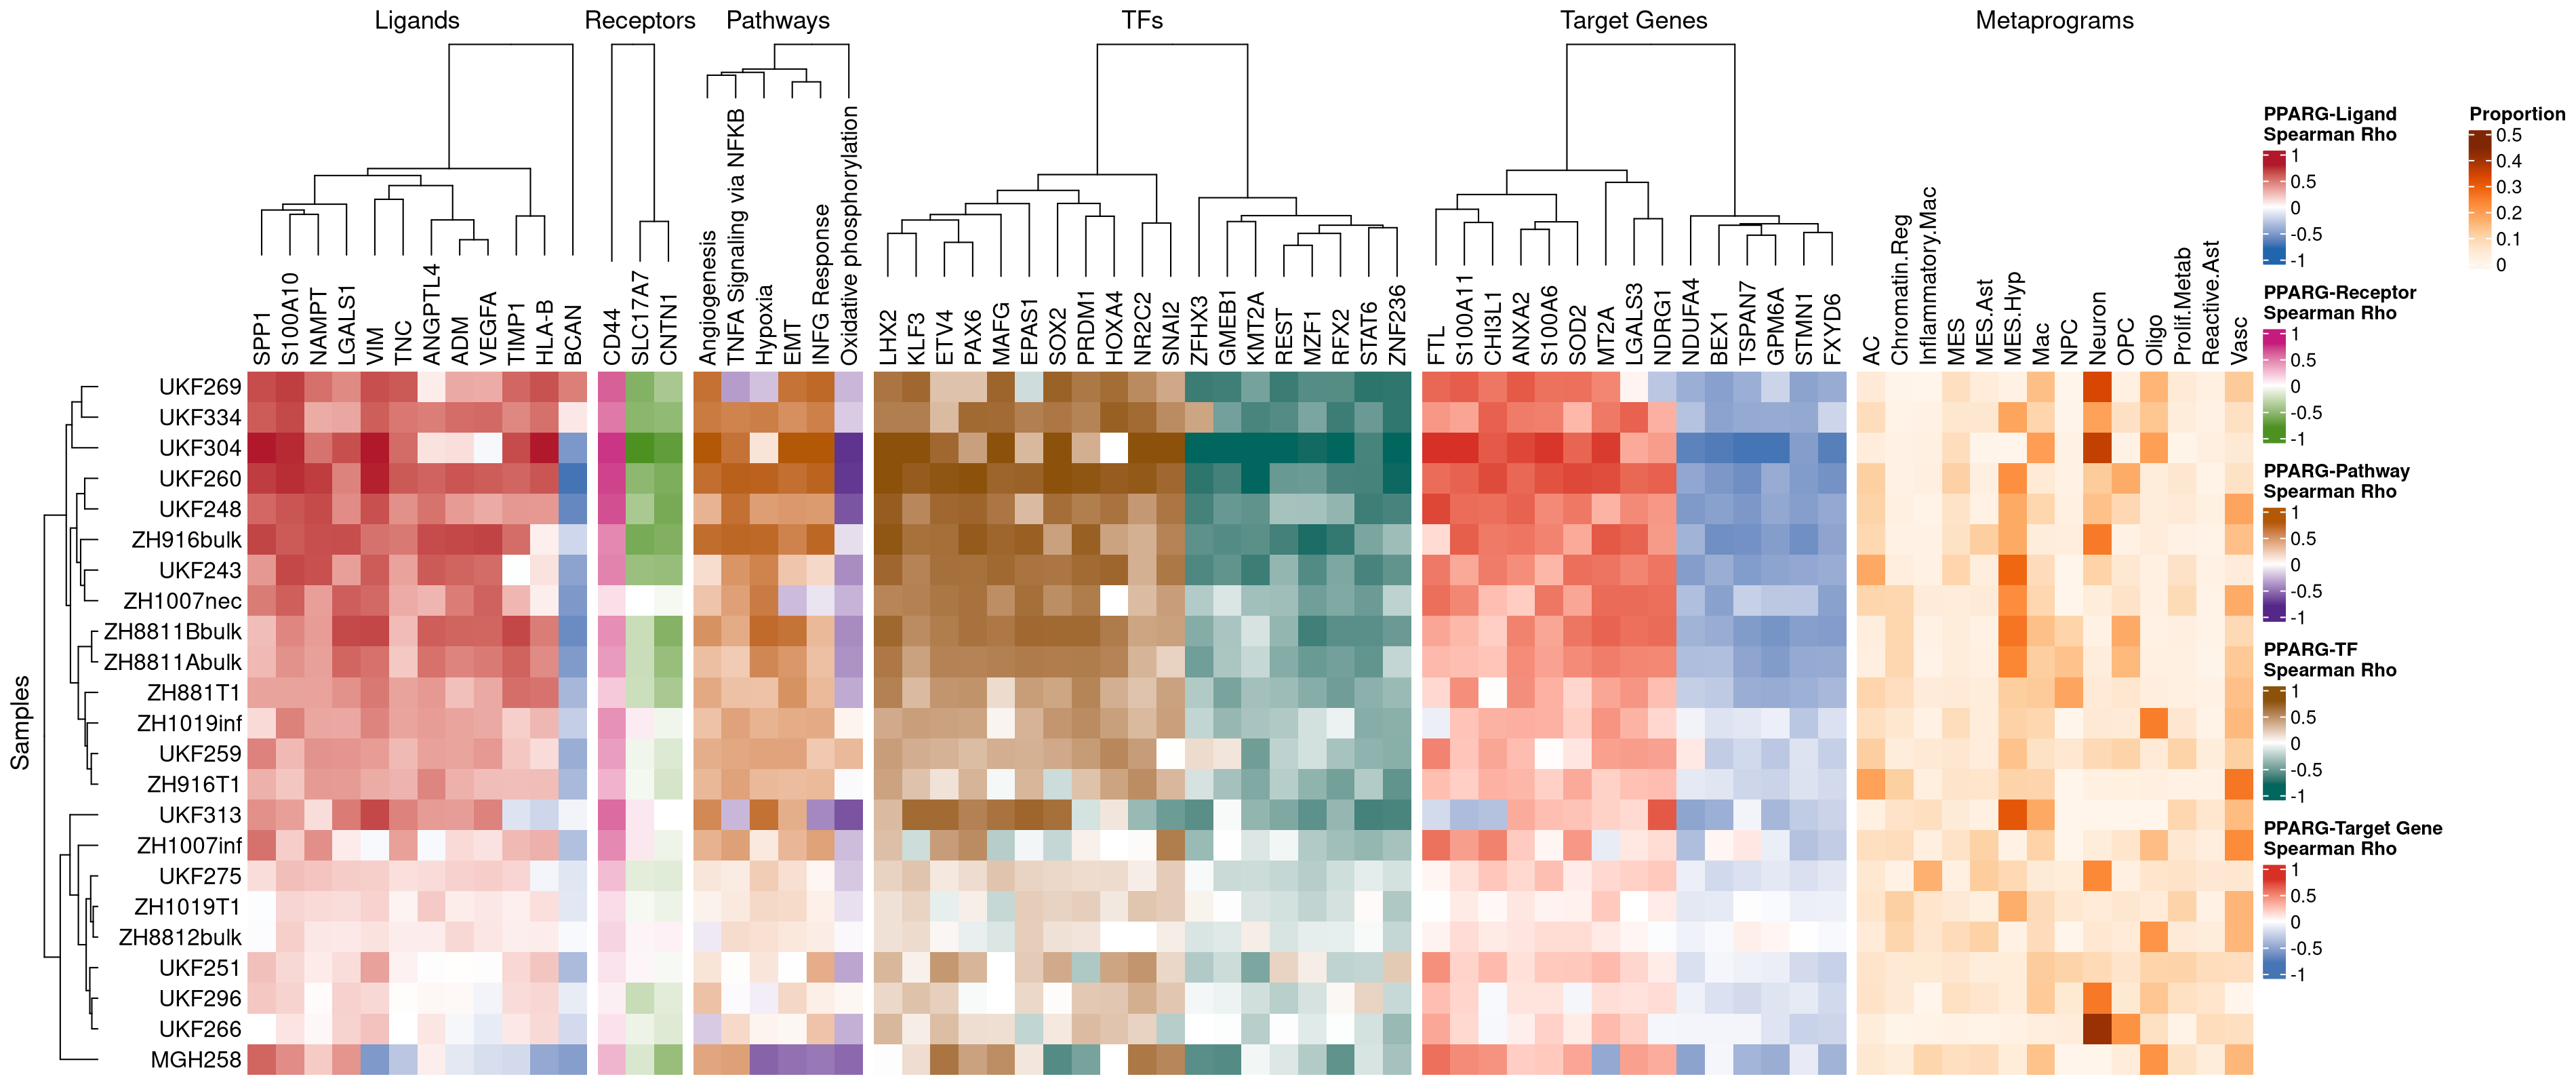 Ligands
Receptors
Pathways
TFs
Target Genes
Metaprograms
SPP1
S100A10
NAMPT
LGALS1
VIM
TNC
ANGPTL4
ADM
VEGFA
TIMP1
HLA-B
BCAN
CD44
SLC17A7
CNTN1
Angiogenesis
TNFA Signaling via NFKB
Hypoxia
EMT
INFG Response
Oxidative phosphorylation
LHX2
KLF3
ETV4
PAX6
MAFG
EPAS1
SOX2
PRDM1
HOXA4
NR2C2
SNAI2
ZFHX3
GMEB1
KMT2A
REST
MZF1
RFX2
STAT6
ZNF236
FTL
S100A11
CHI3L1
ANXA2
S100A6
SOD2
MT2A
LGALS3
NDRG1
NDUFA4
BEX1
TSPAN7
GPM6A
STMN1
FXYD6
AC
Chromatin.Reg
Inflammatory.Mac
MES
MES.Ast
MES.Hyp
Mac
NPC
Neuron
OPC
Oligo
Prolif.Metab
Reactive.Ast
Vasc
Samples
UKF269
UKF334
UKF304
UKF260
UKF248
ZH916bulk
UKF243
ZH1007nec
ZH8811Bbulk
ZH8811Abulk
ZH881T1
ZH1019inf
UKF259
ZH916T1
UKF313
ZH1007inf
UKF275
ZH1019T1
ZH8812bulk
UKF251
UKF296
UKF266
MGH258
PPARG-Ligand
Spearman Rho
1
0.5
0
-0.5
-1
PPARG-Receptor
Spearman Rho
1
0.5
0
-0.5
-1
PPARG-Pathway
Spearman Rho
1
0.5
0
-0.5
-1
PPARG-TF
Spearman Rho
1
0.5
0
-0.5
-1
PPARG-Target Gene
Spearman Rho
1
0.5
0
-0.5
-1
Proportion
0.5
0.4
0.3
0.2
0.1
0